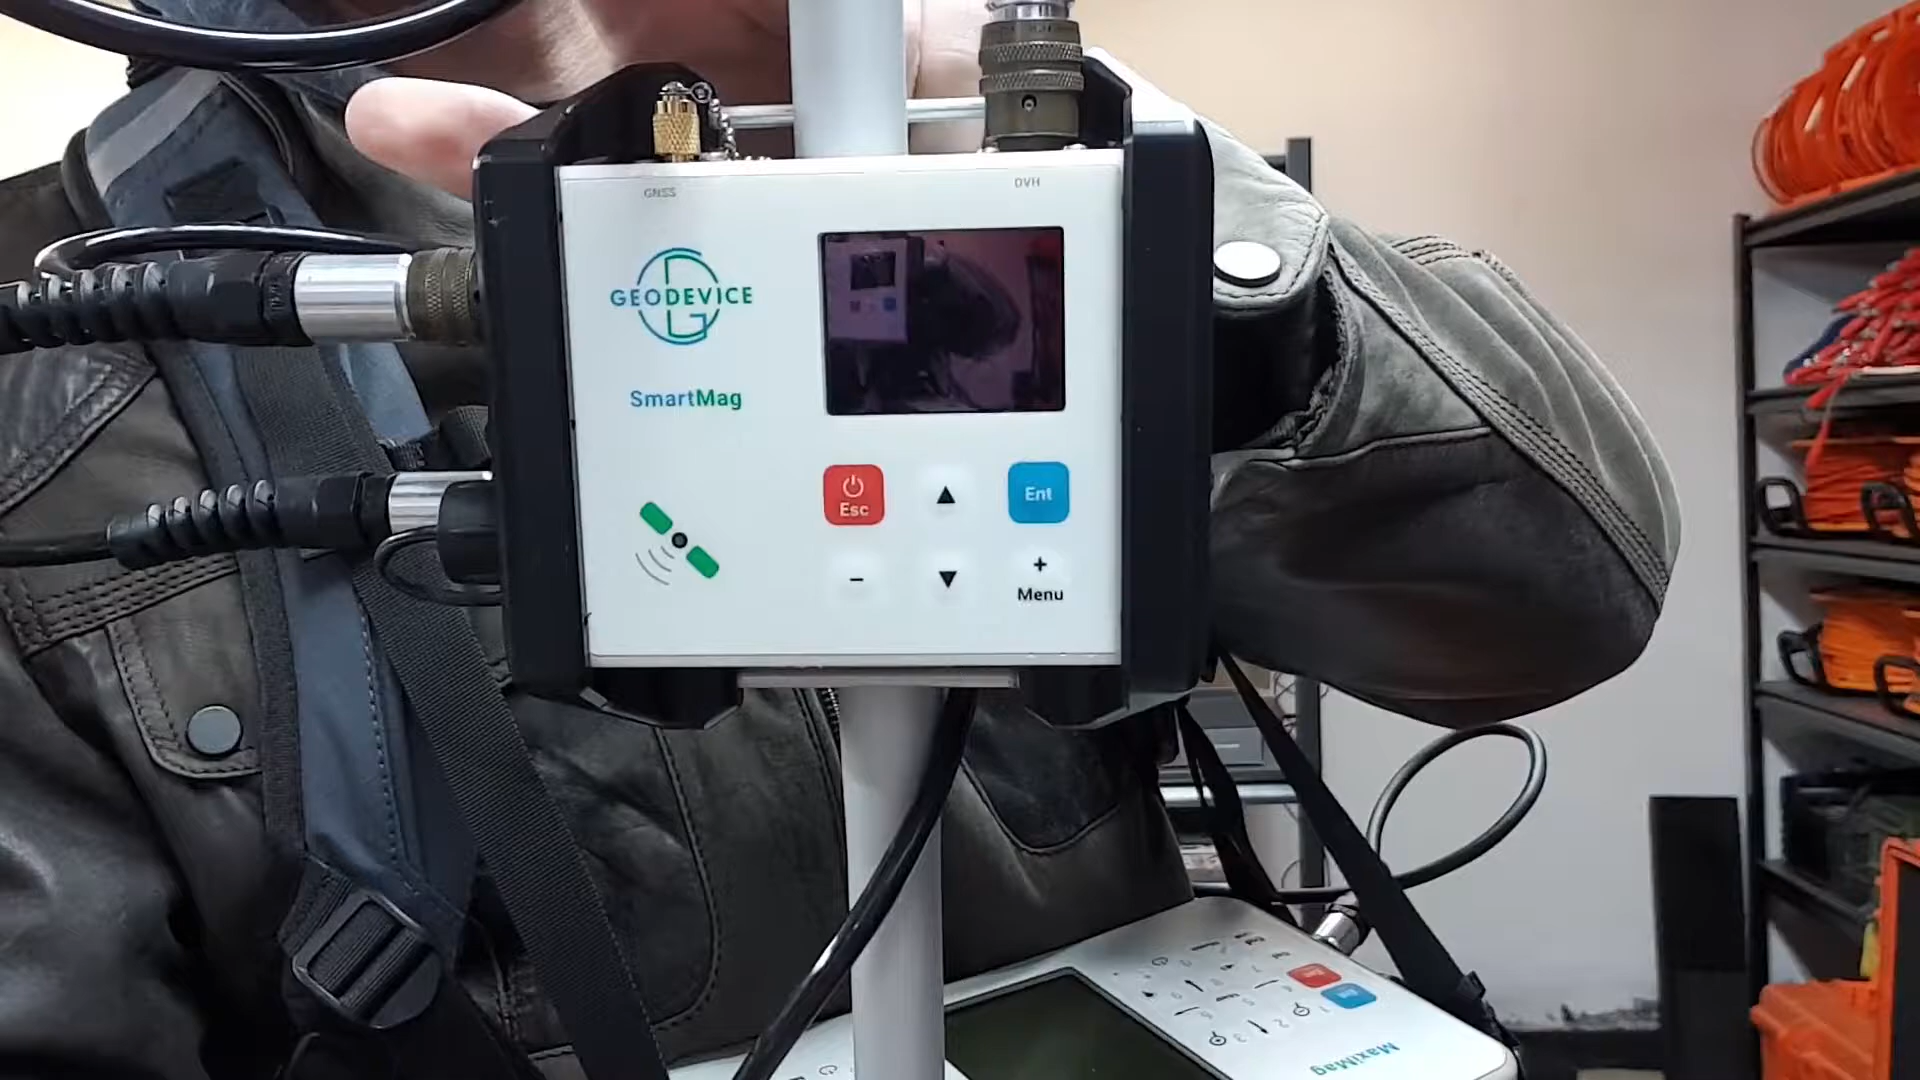 GNSS
DVH
GEODEVICE
SmartMag
Esc
Ent
−
+
Menu
MaxiMag